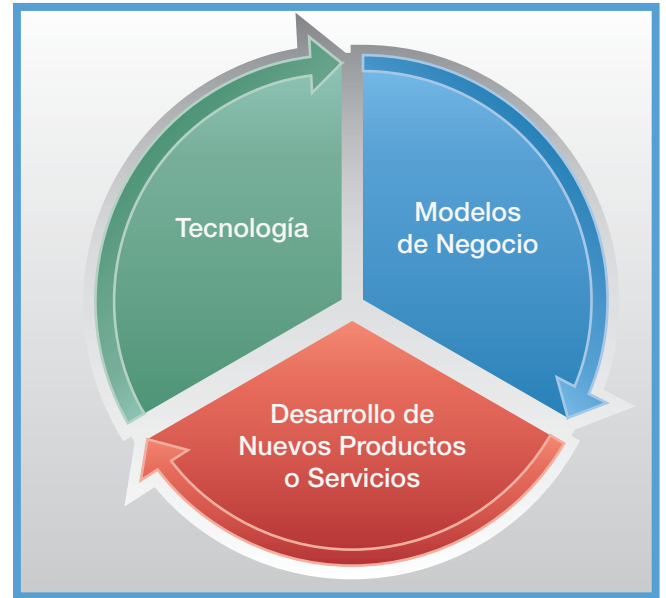 Tecnología
Modelos
de Negocio
Desarrollo de
Nuevos Productos
o Servicios